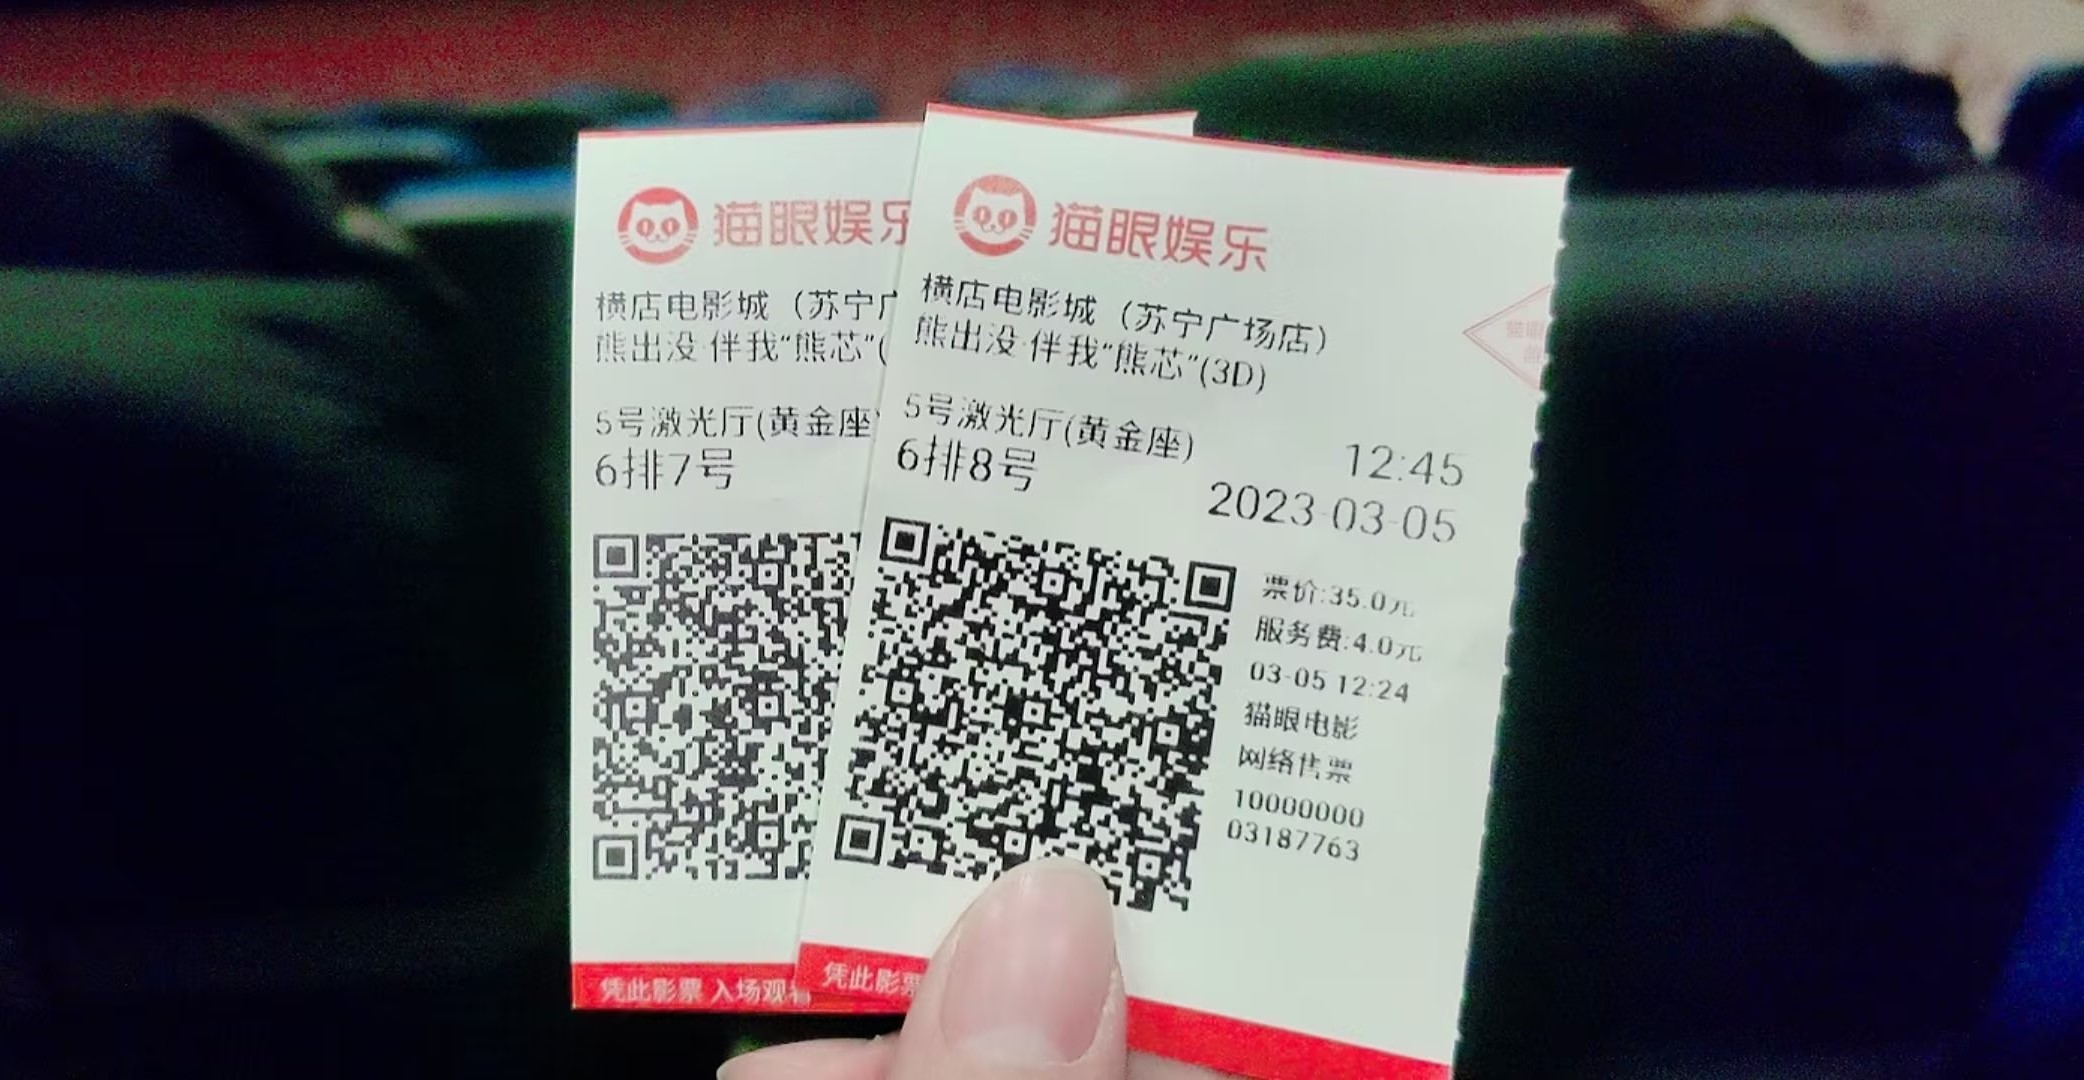 猫眼娱乐
横店电影城（苏宁广
熊出没·伴我“熊芯”(
5号激光厅(黄金座)
6排7号
凭此影票 入场观看
猫眼娱乐
横店电影城（苏宁广场店）
熊出没·伴我“熊芯”(3D)
5号激光厅(黄金座)
6排8号
12:45
2023-03-05
票价:35.0元
服务费:4.0元
03-05 12:24
猫眼电影
网络售票
10000000
03187763
凭此影票